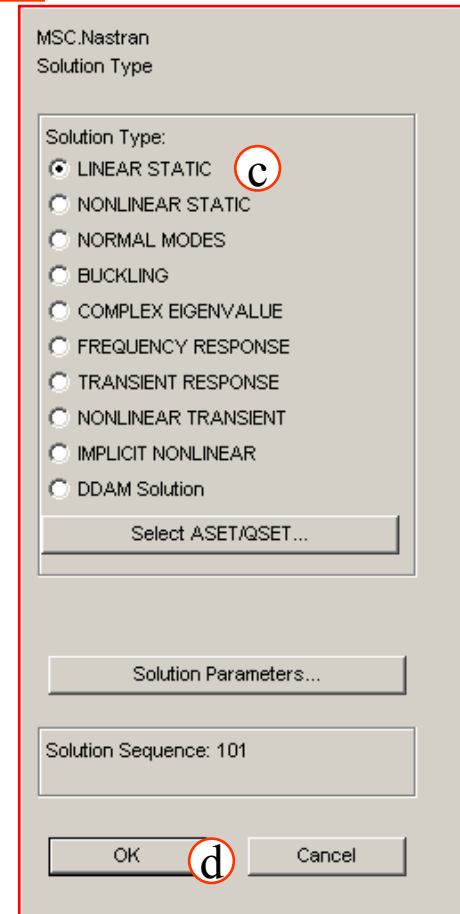 MSC.Nastran
Solution Type
Solution Type:
LINEAR STATIC c
NONLINEAR STATIC
NORMAL MODES
BUCKLING
COMPLEX EIGENVALUE
FREQUENCY RESPONSE
TRANSIENT RESPONSE
NONLINEAR TRANSIENT
IMPLICIT NONLINEAR
DDAM Solution
Select ASET/QSET...
Solution Parameters...
Solution Sequence: 101
OK d Cancel